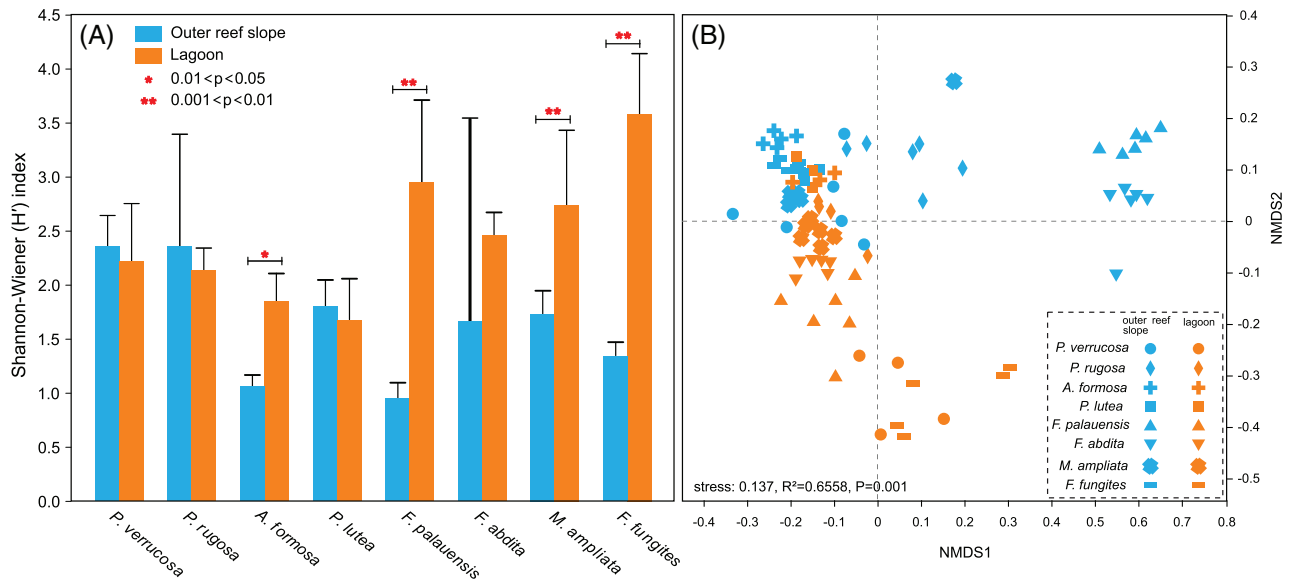 (A)
Outer reef slope
Lagoon
* 0.01<p<0.05
** 0.001<p<0.01
**
**
**
*
Shannon-Wiener (H') index
4.5
4.0
3.5
3.0
2.5
2.0
1.5
1.0
0.5
0.0
P. verrucosa
P. rugosa
A. formosa
P. lutea
F. palauensis
F. abdita
M. ampliata
F. fungites
(B)
0.4
0.3
0.2
0.1
0
-0.1
-0.2
-0.3
-0.4
-0.5
NMDS2
outer reef slope
lagoon
P. verrucosa
P. rugosa
A. formosa
P. lutea
F. palauensis
F. abdita
M. ampliata
F. fungites
stress: 0.137, R²=0.6558, P=0.001
-0.4 -0.3 -0.2 -0.1 0 0.1 0.2 0.3 0.4 0.5 0.6 0.7 0.8
NMDS1